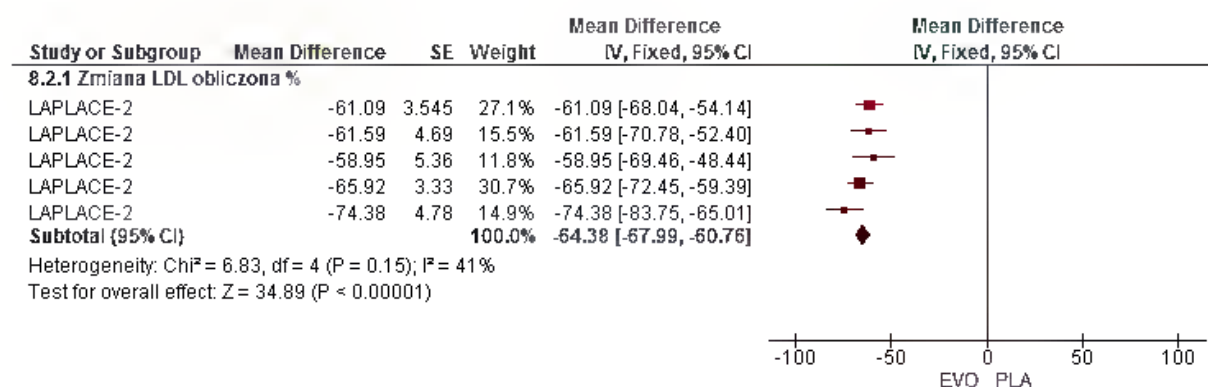 Mean Difference Mean Difference
Study or Subgroup Mean Difference SE Weight IV, Fixed, 95% CI IV, Fixed, 95% CI
8.2.1 Zmiana LDL obliczona %
LAPLACE-2 -61.09 3.545 27.1% -61.09 [-68.04, -54.14]
LAPLACE-2 -61.59 4.69 15.5% -61.59 [-70.78, -52.40]
LAPLACE-2 -58.95 5.36 11.8% -58.95 [-69.46, -48.44]
LAPLACE-2 -65.92 3.33 30.7% -65.92 [-72.45, -59.39]
LAPLACE-2 -74.38 4.78 14.9% -74.38 [-83.75, -65.01]
Subtotal (95% CI) 100.0% -64.38 [-67.99, -60.76]
Heterogeneity: Chi² = 6.83, df = 4 (P = 0.15); I² = 41%
Test for overall effect: Z = 34.89 (P < 0.00001)
-100 -50 0 50 100
EVO PLA